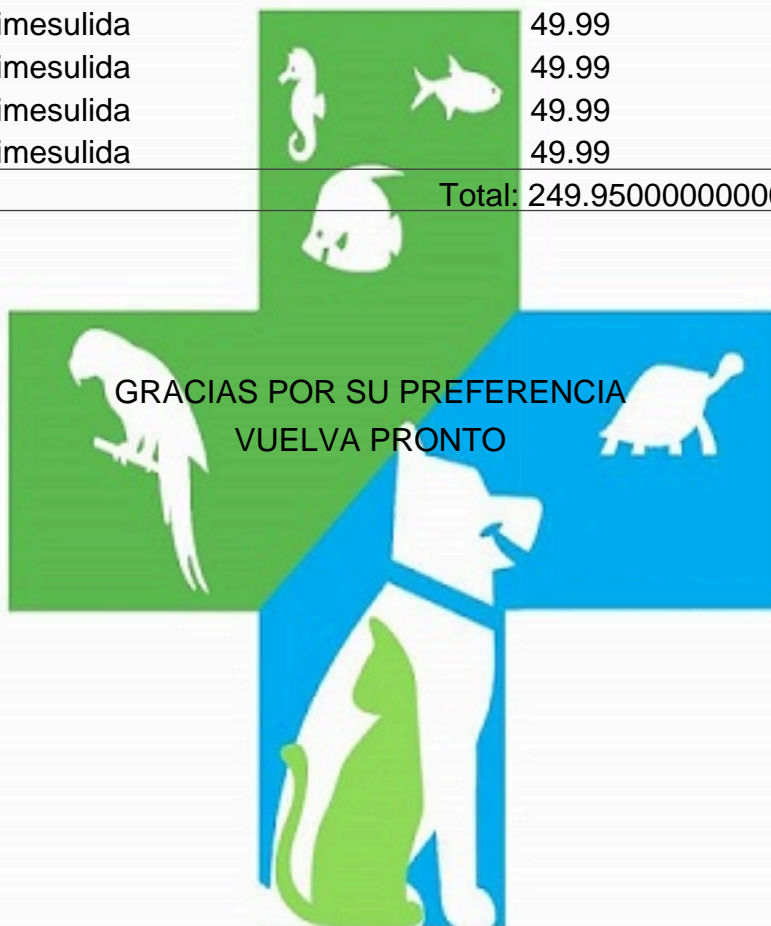 imesulida 49.99
imesulida 49.99
imesulida 49.99
imesulida 49.99
Total: 249.9500000000
GRACIAS POR SU PREFERENCIA
VUELVA PRONTO